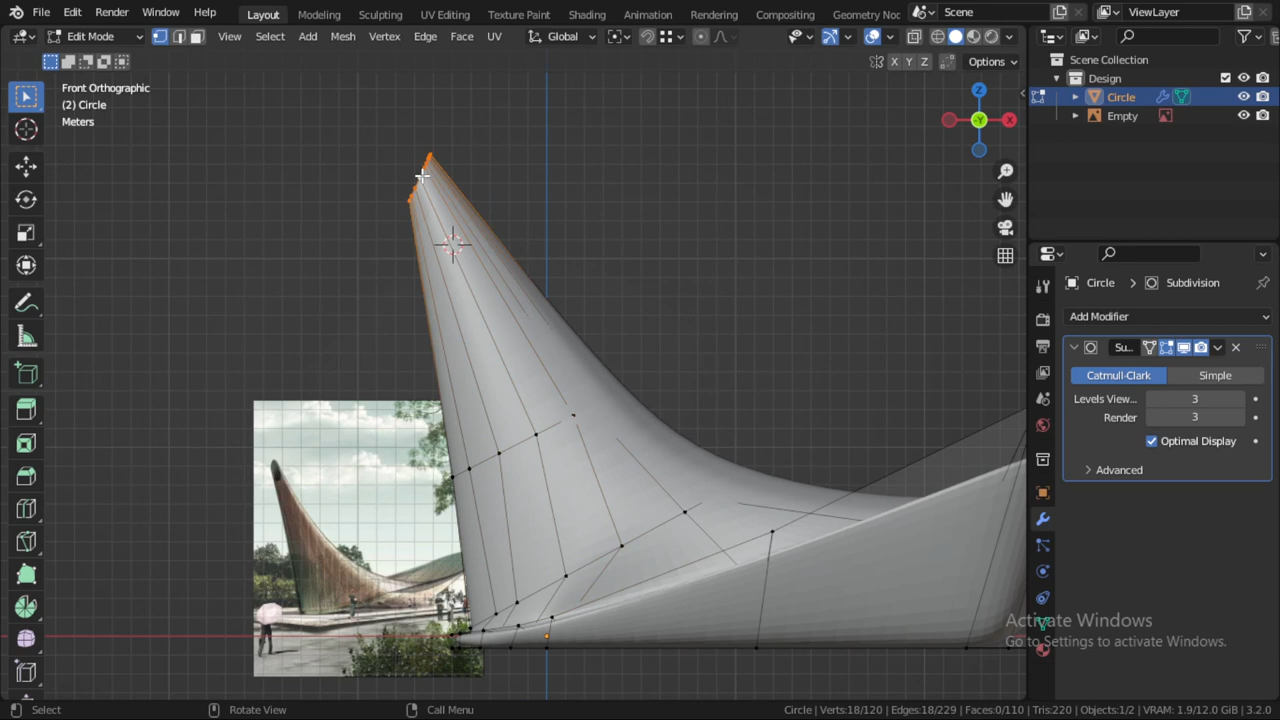 File Edit Render Window Help Layout Modeling Sculpting UV Editing Texture Paint Shading Animation Rendering Compositing Geometry Noc Scene ViewLayer
Edit Mode View Select Add Mesh Vertex Edge Face UV Global
X Y Z Options
Front Orthographic
(2) Circle
Meters
Z
-Y
X
Scene Collection
Design
Circle
Empty
Circle Subdivision
Add Modifier
Su...
Catmull-Clark Simple
Levels View... 3
Render 3
Optimal Display
Advanced
Activate Windows
Go to Settings to activate Windows.
Select Rotate View Call Menu Circle | Verts:18/120 | Edges:18/229 | Faces:0/110 | Tris:220 | Objects:1/2 | VRAM: 1.9/12.0 GiB | 3.2.0